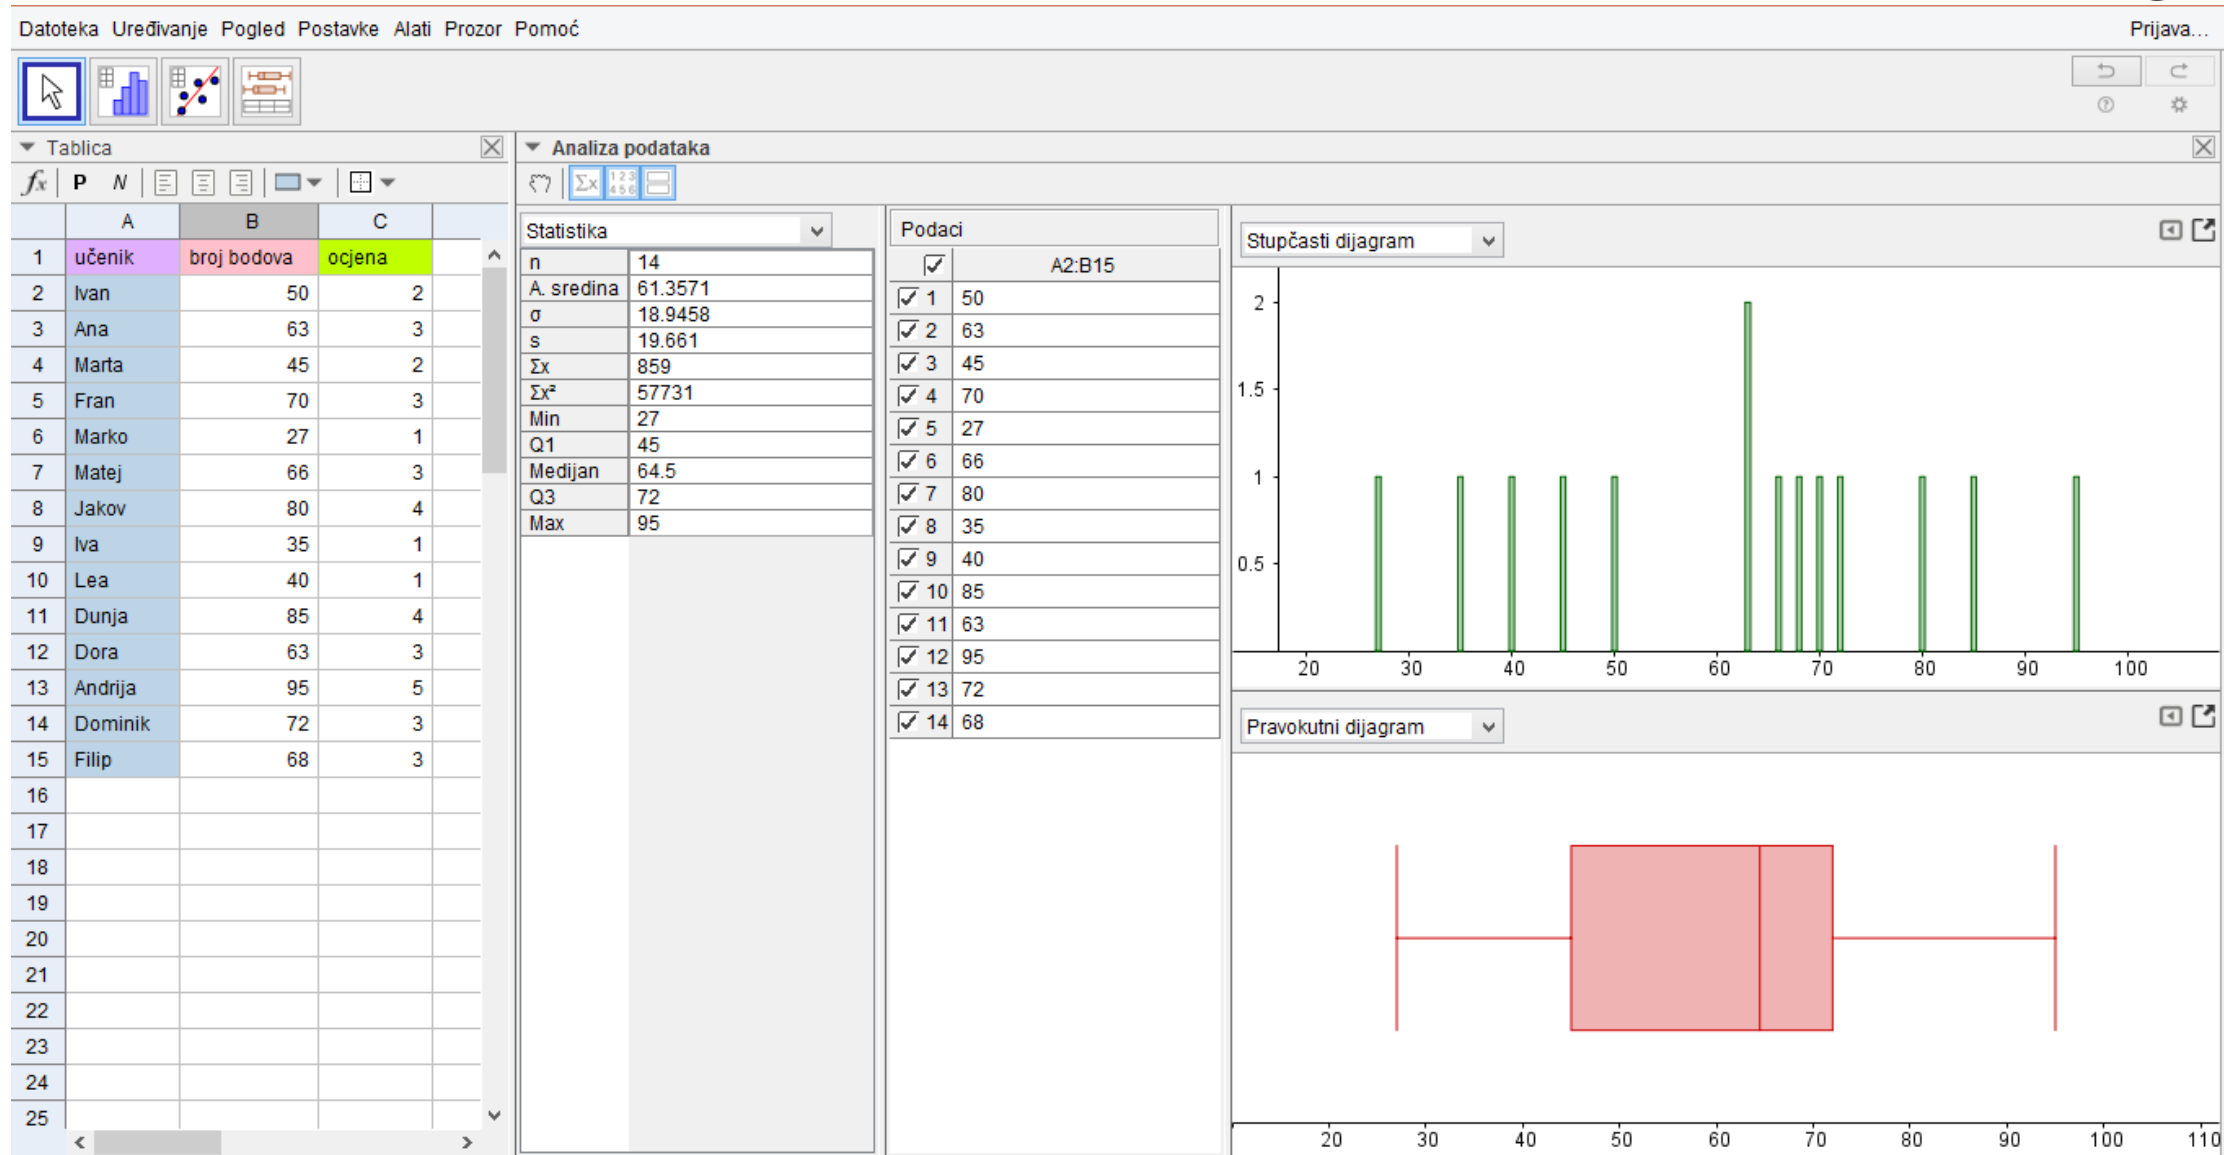 Datoteka Uređivanje Pogled Postavke Alati Prozor Pomoć Prijava...
Tablica
Analiza podataka
fx P N
Σx 1 2 3 4 5 6
A B C
1 učenik broj bodova ocjena
2 Ivan 50 2
3 Ana 63 3
4 Marta 45 2
5 Fran 70 3
6 Marko 27 1
7 Matej 66 3
8 Jakov 80 4
9 Iva 35 1
10 Lea 40 1
11 Dunja 85 4
12 Dora 63 3
13 Andrija 95 5
14 Dominik 72 3
15 Filip 68 3
16
17
18
19
20
21
22
23
24
25
Statistika
n 14
A. sredina 61.3571
σ 18.9458
s 19.661
Σx 859
Σx² 57731
Min 27
Q1 45
Medijan 64.5
Q3 72
Max 95
Podaci
A2:B15
1 50
2 63
3 45
4 70
5 27
6 66
7 80
8 35
9 40
10 85
11 63
12 95
13 72
14 68
Stupčasti dijagram
2
1.5
1
0.5
20 30 40 50 60 70 80 90 100
Pravokutni dijagram
20 30 40 50 60 70 80 90 100 110